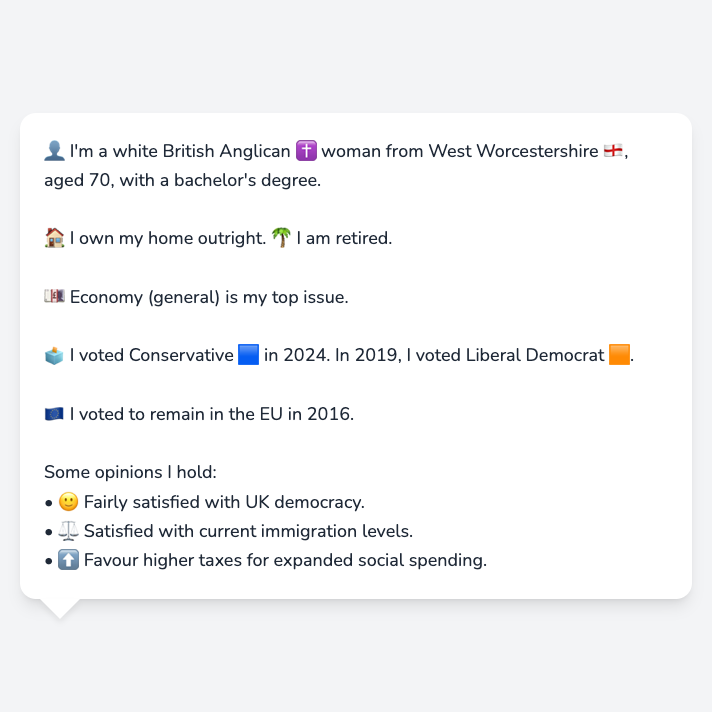 👤 I'm a white British Anglican ✝️ woman from West Worcestershire 🏴󠁧󠁢󠁥󠁮󠁧󠁿,
aged 70, with a bachelor's degree.
🏠 I own my home outright. 🌴 I am retired.
💷 Economy (general) is my top issue.
🗳️ I voted Conservative 🟦 in 2024. In 2019, I voted Liberal Democrat 🟧.
🇪🇺 I voted to remain in the EU in 2016.
Some opinions I hold:
• 🙂 Fairly satisfied with UK democracy.
• ⚖️ Satisfied with current immigration levels.
• ⬆️ Favour higher taxes for expanded social spending.